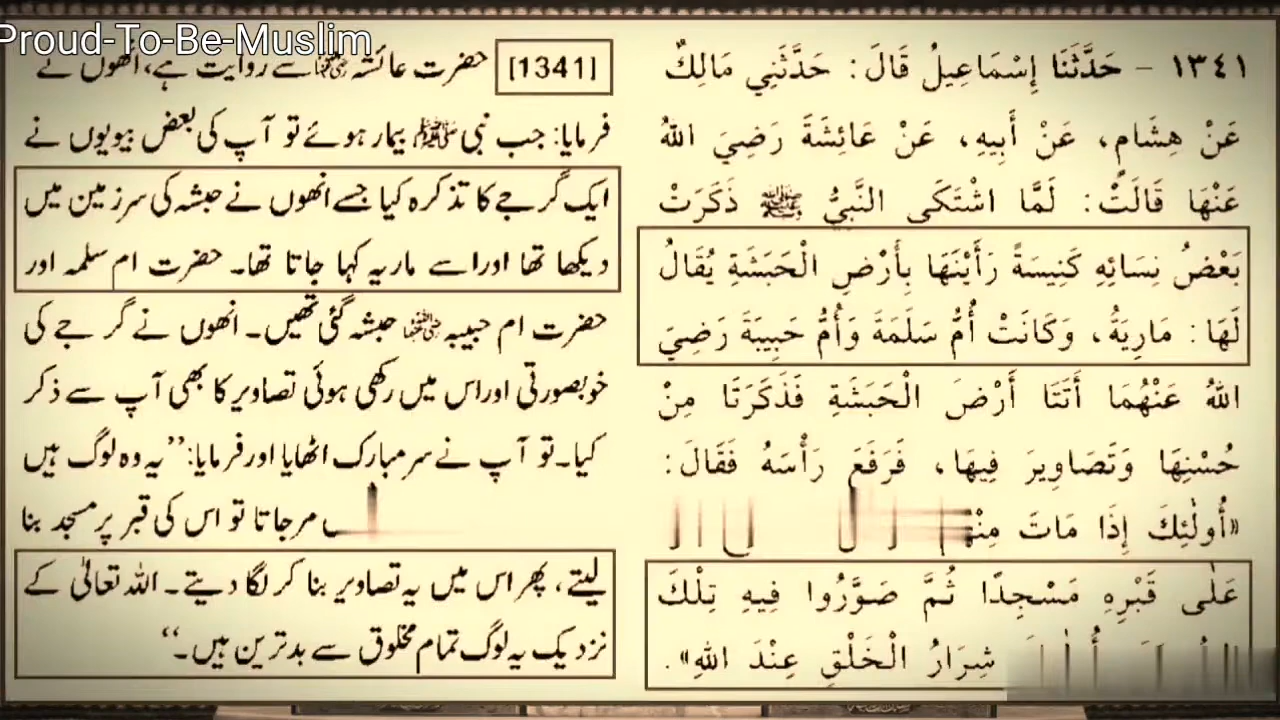 Proud-To-Be-Muslim
١٣٤١ - حَدَّثَنَا إِسْمَاعِيلُ قَالَ: حَدَّثَنِي مَالِكٌ
عَنْ هِشَامٍ، عَنْ أَبِيهِ، عَنْ عَائِشَةَ رَضِيَ اللهُ
عَنْهَا قَالَتْ: لَمَّا اشْتَكَى النَّبِيُّ ﷺ ذَكَرَتْ
بَعْضُ نِسَائِهِ كَنِيسَةً رَأَيْنَهَا بِأَرْضِ الْحَبَشَةِ يُقَالُ
لَهَا: مَارِيَةُ، وَكَانَتْ أُمُّ سَلَمَةَ وَأُمُّ حَبِيبَةَ رَضِيَ
اللهُ عَنْهُمَا أَتَتَا أَرْضَ الْحَبَشَةِ فَذَكَرَتَا مِنْ
حُسْنِهَا وَتَصَاوِيرَ فِيهَا، فَرَفَعَ رَأْسَهُ فَقَالَ:
«أُولٰئِكَ إِذَا مَاتَ
عَلٰى قَبْرِهِ مَسْجِدًا ثُمَّ صَوَّرُوا فِيهِ تِلْكَ
شِرَارُ الْخَلْقِ عِنْدَ اللهِ».
[1341] حضرت عائشہ ؓ سے روایت ہے، انھوں نے
فرمایا: جب نبی ﷺ بیمار ہوئے تو آپ کی بعض بیویوں نے
ایک گرجے کا تذکرہ کیا جسے انھوں نے حبشہ کی سرزمین میں
دیکھا تھا اور اسے ماریہ کہا جاتا تھا۔ حضرت ام سلمہ اور
حضرت ام حبیبہ ؓ حبشہ گئی تھیں۔ انھوں نے گرجے کی
خوبصورتی اور اس میں رکھی ہوئی تصاویر کا بھی آپ سے ذکر
کیا۔ تو آپ نے سر مبارک اٹھایا اور فرمایا: ’’یہ وہ لوگ ہیں
مر جاتا تو اس کی قبر پر مسجد بنا
لیتے، پھر اس میں یہ تصاویر بنا کر لگا دیتے۔ اللہ تعالیٰ کے
نزدیک یہ لوگ تمام مخلوق سے بدترین ہیں۔‘‘